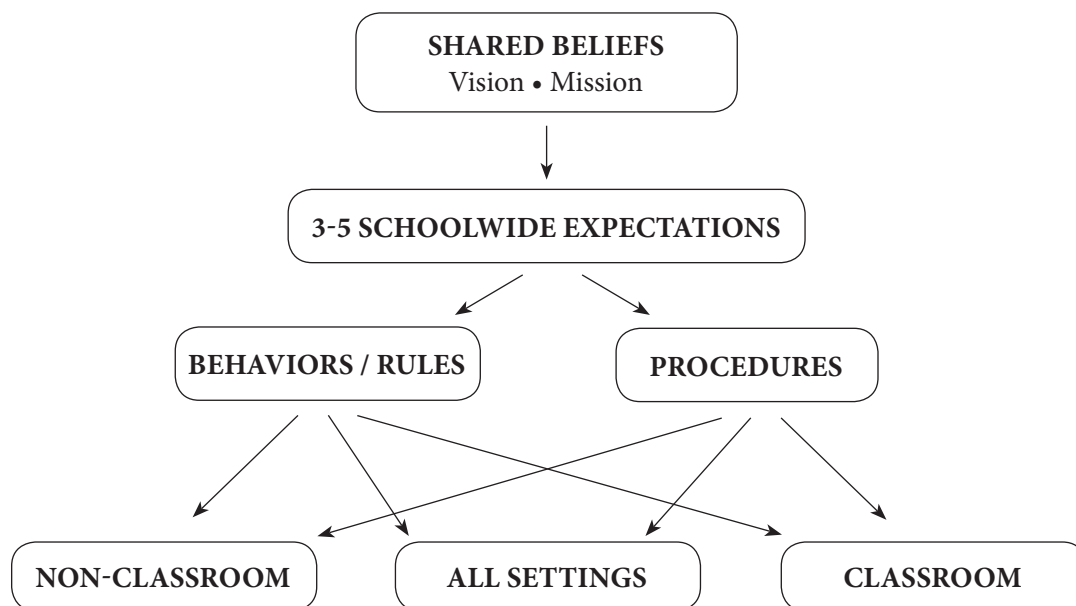 SHARED BELIEFS
Vision • Mission
3-5 SCHOOLWIDE EXPECTATIONS
BEHAVIORS / RULES
PROCEDURES
NON-CLASSROOM
ALL SETTINGS
CLASSROOM